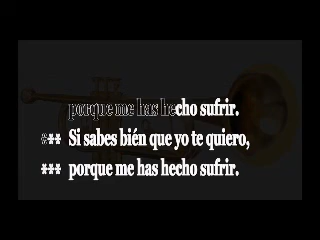 porque me has hecho sufrir.
*** Si sabes bién que yo te quiero,
*** porque me has hecho sufrir.